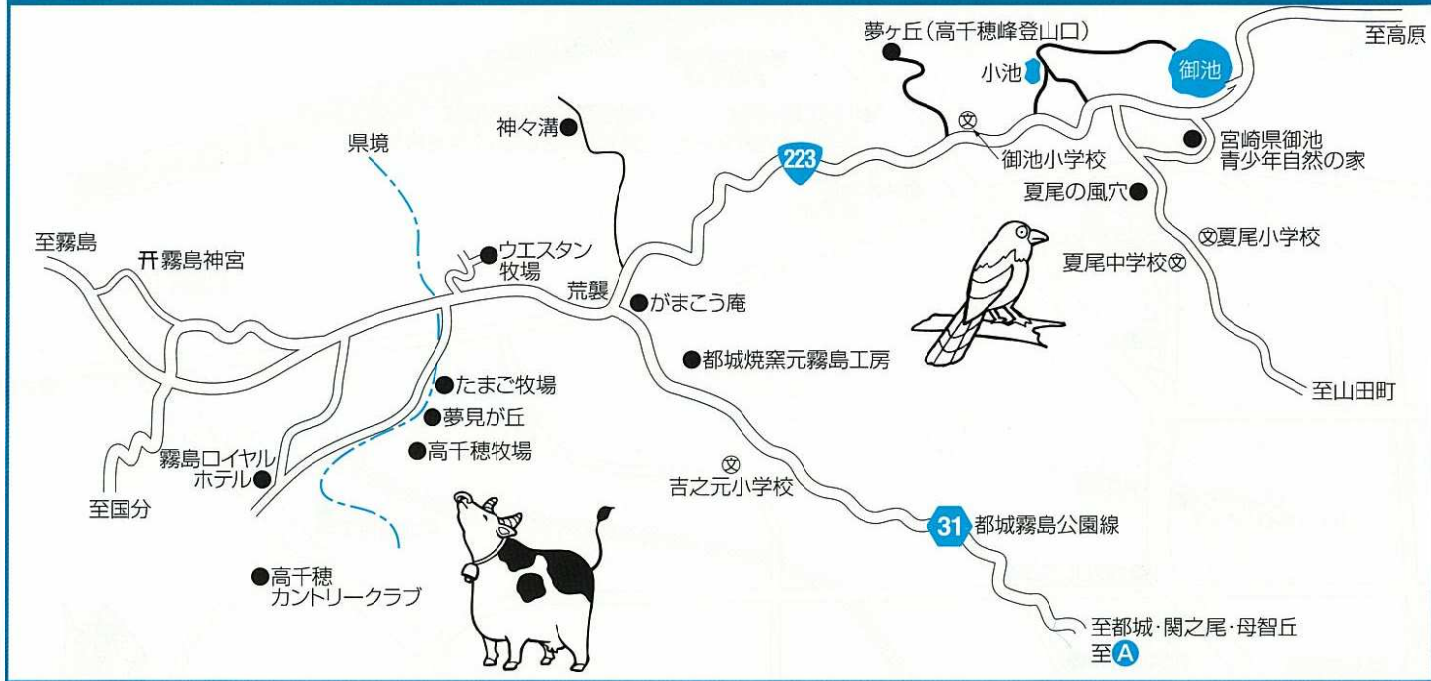 至高原
夢ヶ丘(高千穂峰登山口)
小池
御池
神々溝
県境
223
御池小学校
宮崎県御池
青少年自然の家
夏尾の風穴
至霧島
霧島神宮
ウエスタン
牧場
夏尾小学校
夏尾中学校
荒襲
がまこう庵
都城焼窯元霧島工房
たまご牧場
至山田町
夢見が丘
高千穂牧場
霧島ロイヤル
ホテル
吉之元小学校
至国分
31
都城霧島公園線
高千穂
カントリークラブ
至都城・関之尾・母智丘
至A